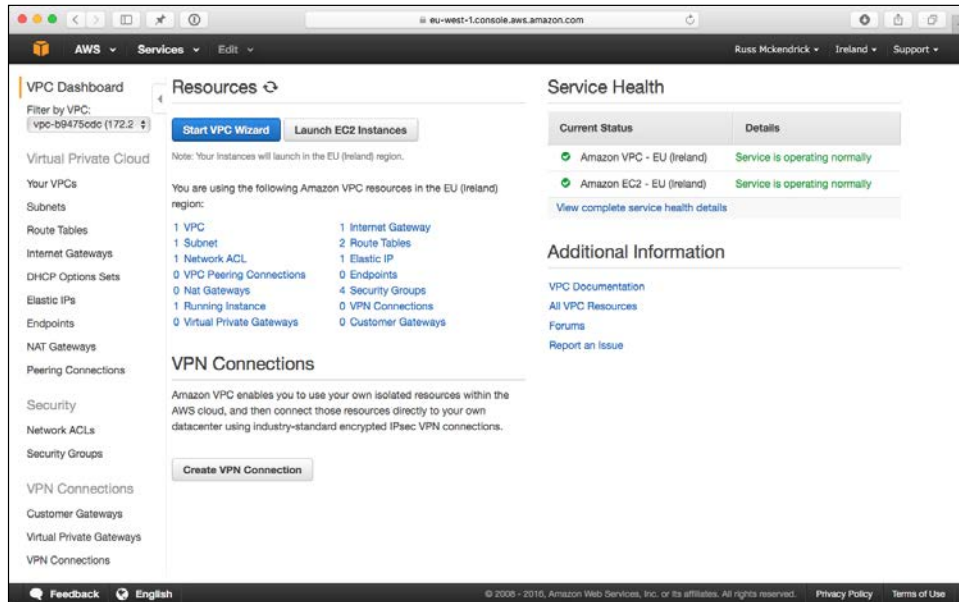 eu-west-1.console.aws.amazon.com
AWS Services Edit Russ Mckendrick Ireland Support
VPC Dashboard
Filter by VPC:
vpc-b9475cdc (172.2
Virtual Private Cloud
Your VPCs
Subnets
Route Tables
Internet Gateways
DHCP Options Sets
Elastic IPs
Endpoints
NAT Gateways
Peering Connections
Security
Network ACLs
Security Groups
VPN Connections
Customer Gateways
Virtual Private Gateways
VPN Connections
Resources
Start VPC Wizard Launch EC2 Instances
Note: Your Instances will launch in the EU (Ireland) region.
You are using the following Amazon VPC resources in the EU (Ireland)
region:
1 VPC 1 Internet Gateway
1 Subnet 2 Route Tables
1 Network ACL 1 Elastic IP
0 VPC Peering Connections 0 Endpoints
0 Nat Gateways 4 Security Groups
1 Running Instance 0 VPN Connections
0 Virtual Private Gateways 0 Customer Gateways
VPN Connections
Amazon VPC enables you to use your own isolated resources within the
AWS cloud, and then connect those resources directly to your own
datacenter using industry-standard encrypted IPsec VPN connections.
Create VPN Connection
Service Health
Current Status Details
Amazon VPC - EU (Ireland) Service is operating normally
Amazon EC2 - EU (Ireland) Service is operating normally
View complete service health details
Additional Information
VPC Documentation
All VPC Resources
Forums
Report an Issue
Feedback English © 2008 - 2016, Amazon Web Services, Inc. or its affiliates. All rights reserved. Privacy Policy Terms of Use